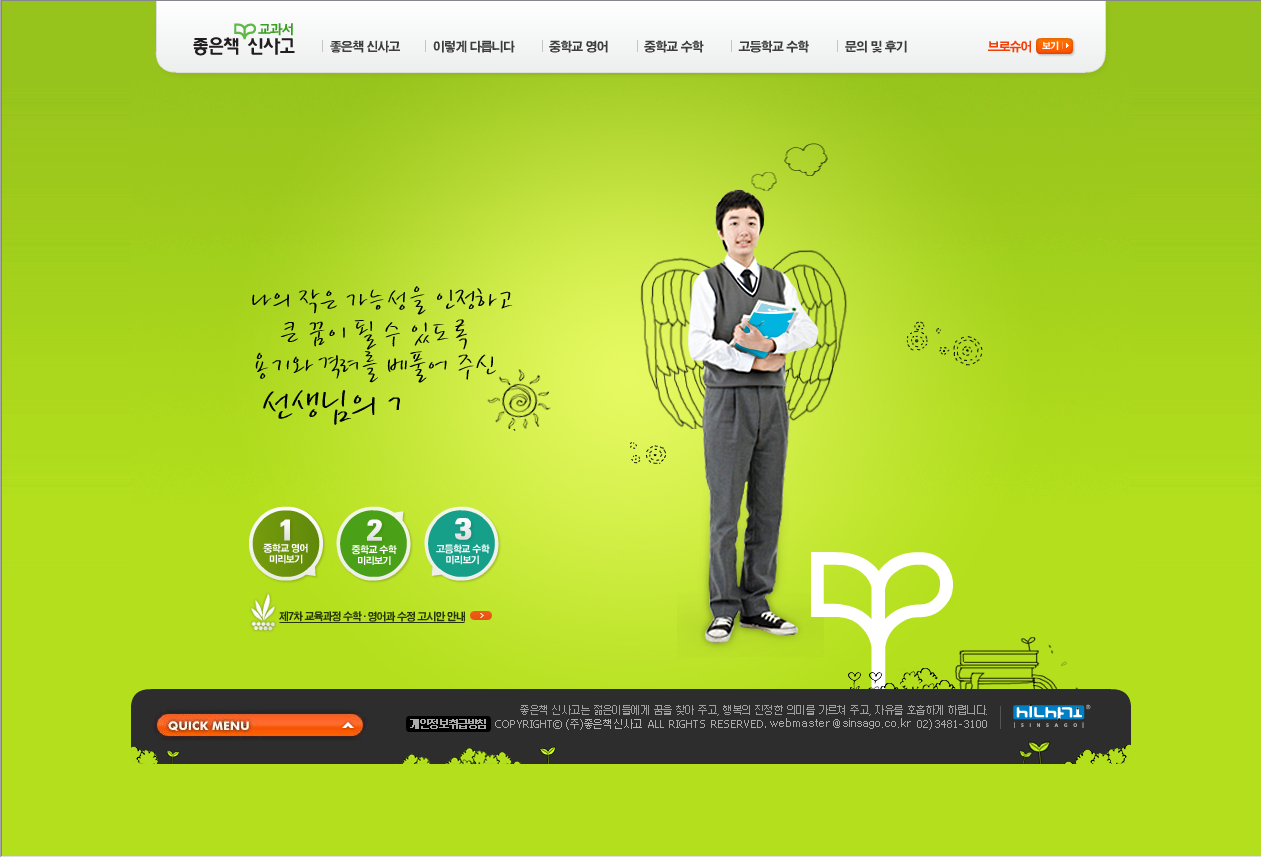 교과서
좋은책 신사고
좋은책 신사고
이렇게 다릅니다
중학교 영어
중학교 수학
고등학교 수학
문의 및 후기
브로슈어 보기
나의 작은 가능성을 인정하고
큰 꿈이 필 수 있도록
용기와 격려를 베풀어 주신
선생님의 ㄱ
1
중학교 영어
미리보기
2
중학교 수학
미리보기
3
고등학교 수학
미리보기
제7차 교육과정 수학 · 영어과 수정 고시안 안내
QUICK MENU
개인정보취급방침
좋은책 신사고는 젊은이들에게 꿈을 찾아 주고, 행복의 진정한 의미를 가르쳐 주고, 자유를 호흡하게 하렵니다.
COPYRIGHT© (주)좋은책신사고 ALL RIGHTS RESERVED. webmaster@sinsago.co.kr 02)3481-3100
신사고
SINSAGO